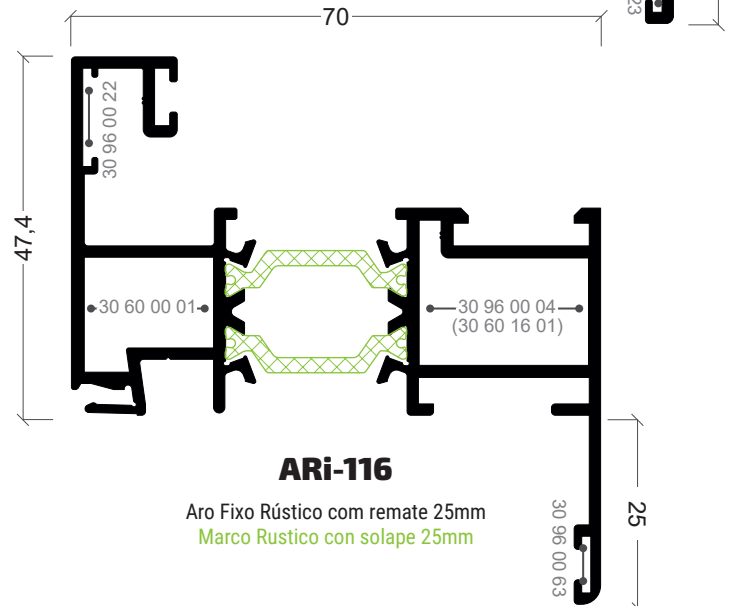 70
23
30 96 00 22
47,4
30 60 00 01
30 96 00 04
(30 60 16 01)
ARi-116
Aro Fixo Rústico com remate 25mm
Marco Rustico con solape 25mm
30 96 00 63
25